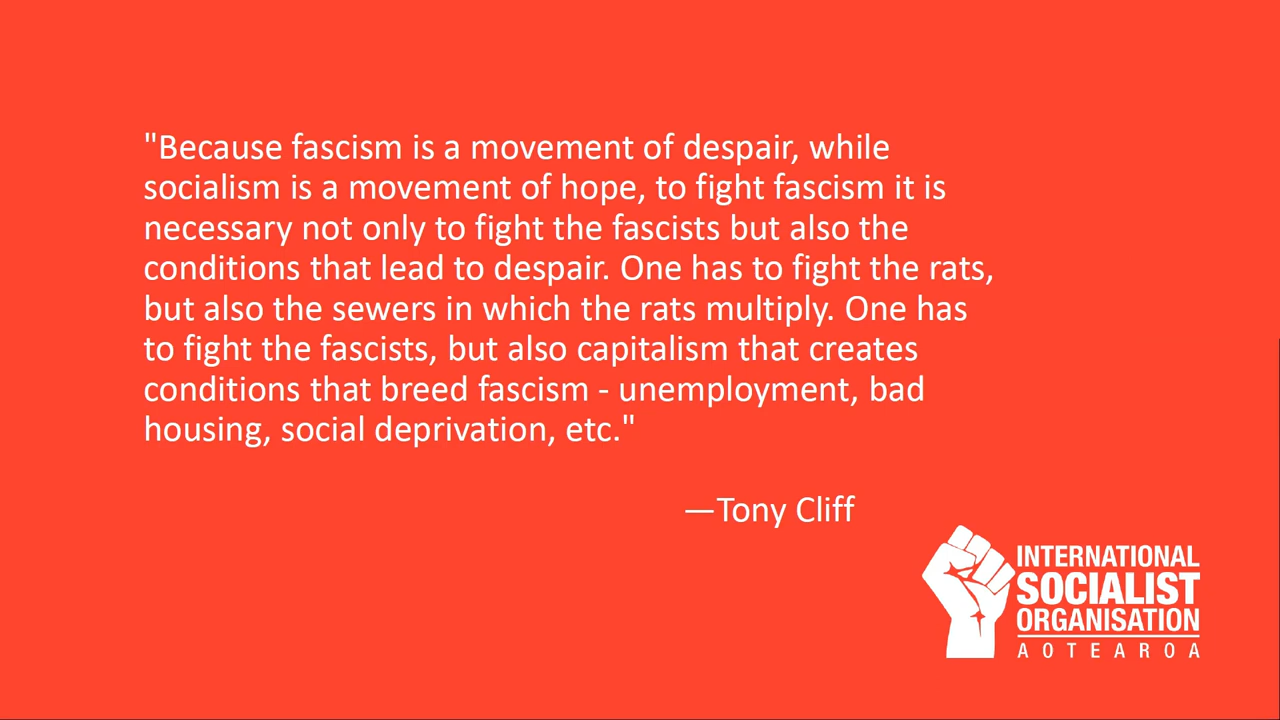 "Because fascism is a movement of despair, while
socialism is a movement of hope, to fight fascism it is
necessary not only to fight the fascists but also the
conditions that lead to despair. One has to fight the rats,
but also the sewers in which the rats multiply. One has
to fight the fascists, but also capitalism that creates
conditions that breed fascism - unemployment, bad
housing, social deprivation, etc."
—Tony Cliff
INTERNATIONAL
SOCIALIST
ORGANISATION
AOTEAROA